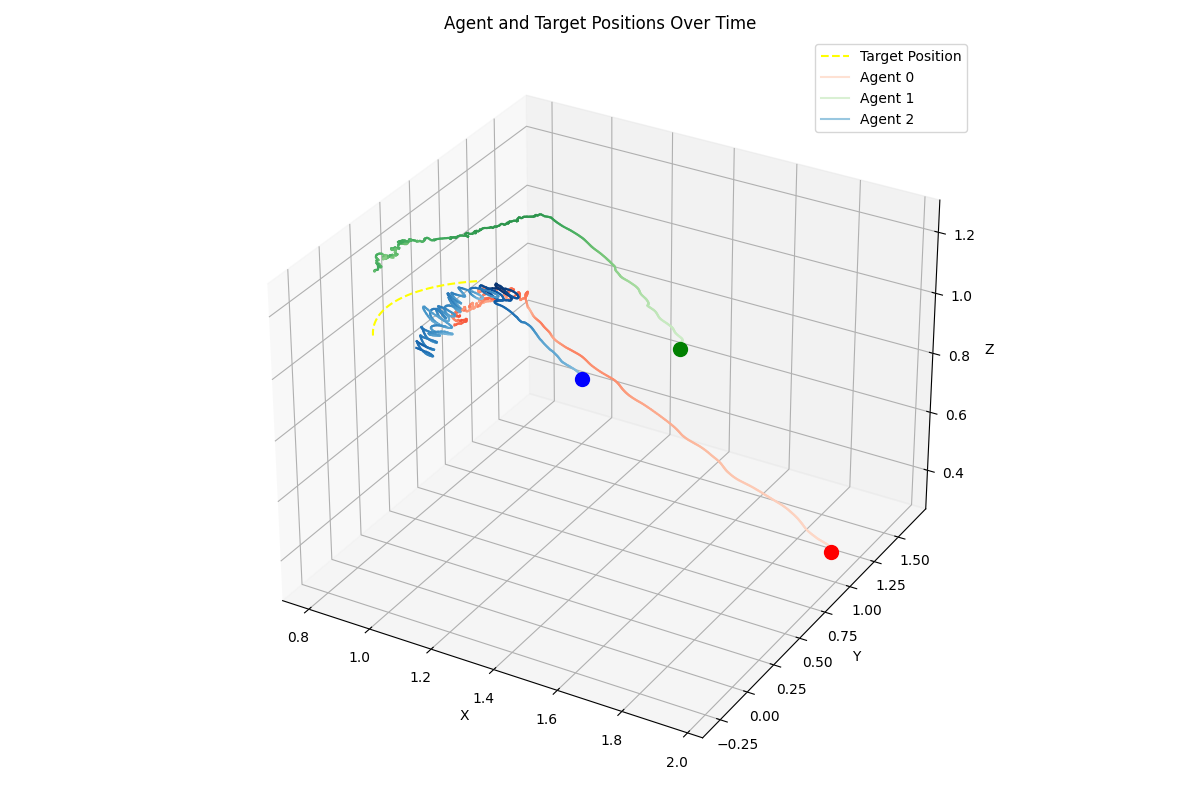 Agent and Target Positions Over Time
Target Position
Agent 0
Agent 1
Agent 2
1.2
1.0
Z
0.8
0.6
0.4
0.8
1.0
1.2
1.4
1.6
1.8
2.0
X
−0.25
0.00
0.25
0.50
0.75
1.00
1.25
1.50
Y